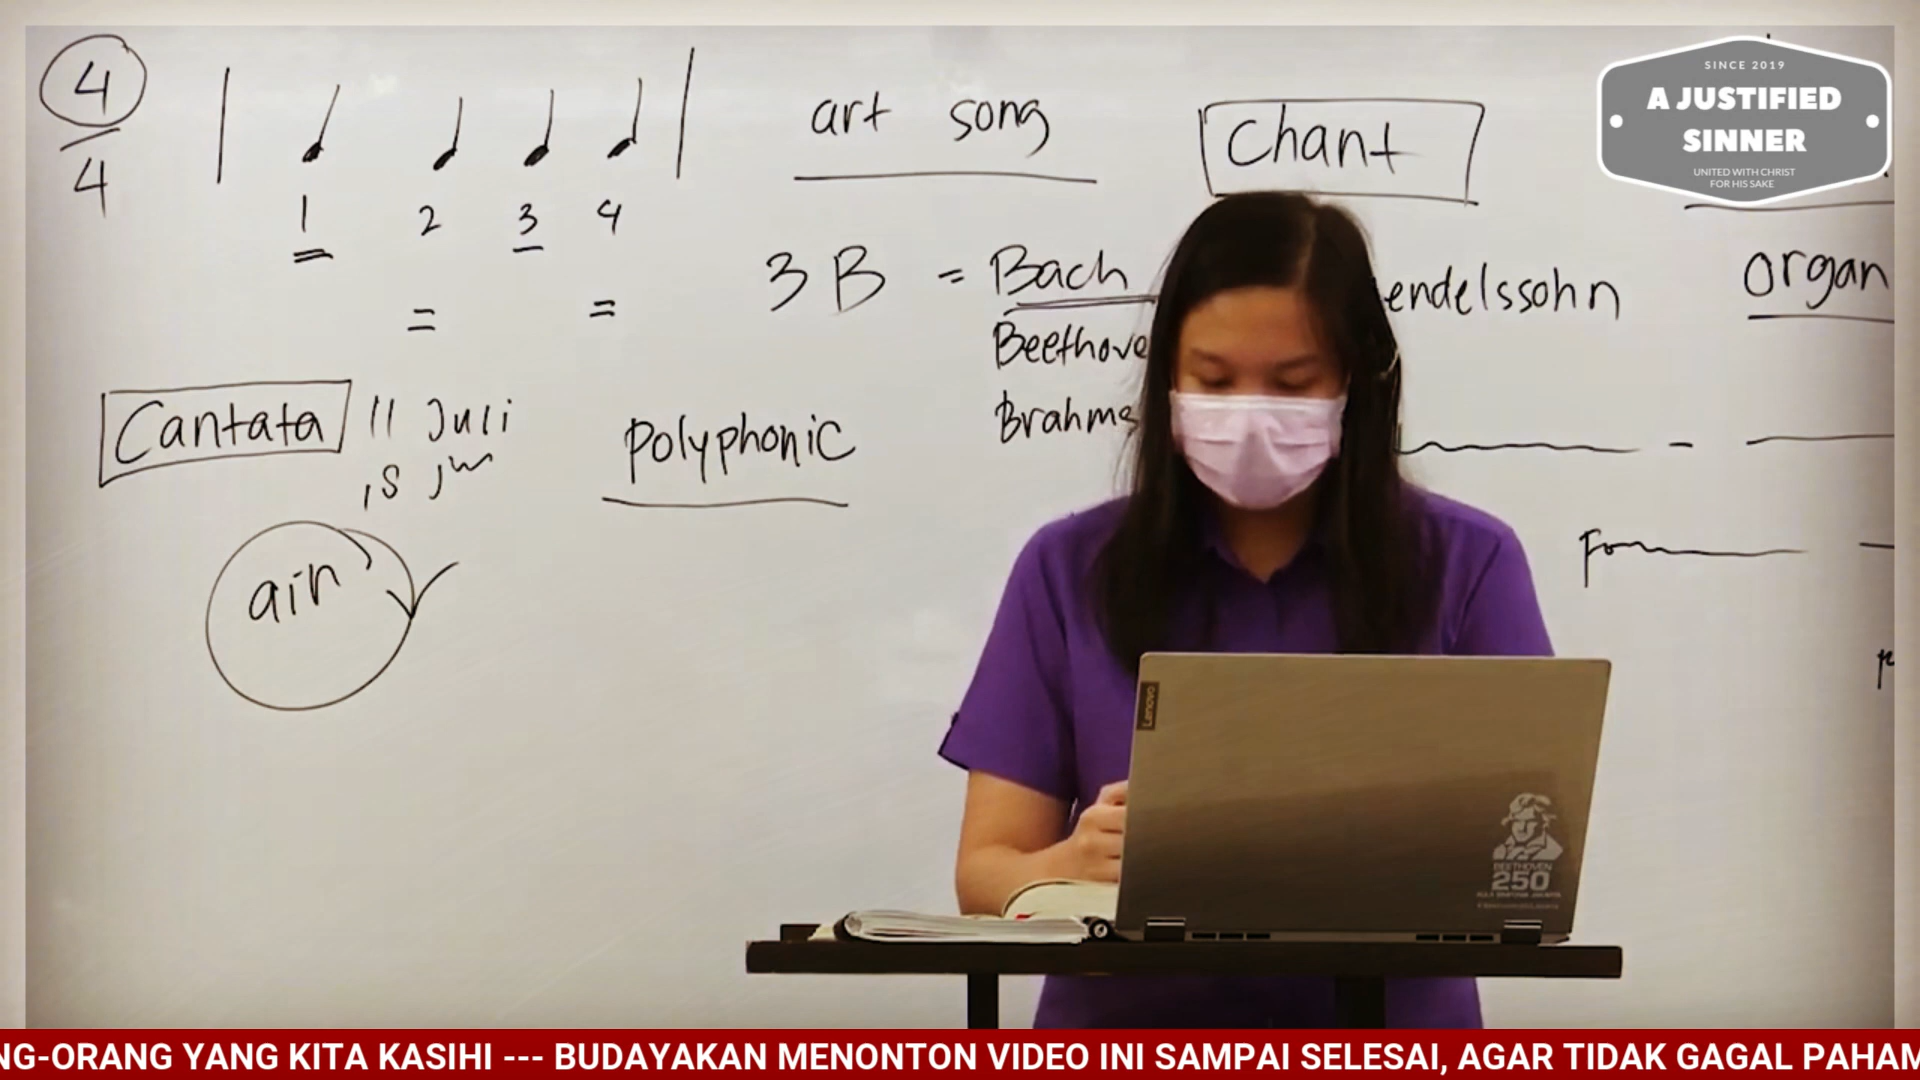 4
4
1 2 3 4
art song
Chant
SINCE 2019
A JUSTIFIED
SINNER
UNITED WITH CHRIST
FOR HIS SAKE
3 B = Bach
Beethove
Brahms
endelssohn
organ
Cantata
11 Juli
Polyphonic
air
Lenovo
BEETHOVEN
250
NG-ORANG YANG KITA KASIHI --- BUDAYAKAN MENONTON VIDEO INI SAMPAI SELESAI, AGAR TIDAK GAGAL PAHAM